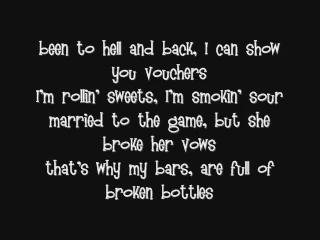 been to hell and back, I can show
you vouchers
I'm rollin' sweets, I'm smokin' sour
married to the game, but she
broke her vows
that's why my bars, are full of
broken bottles